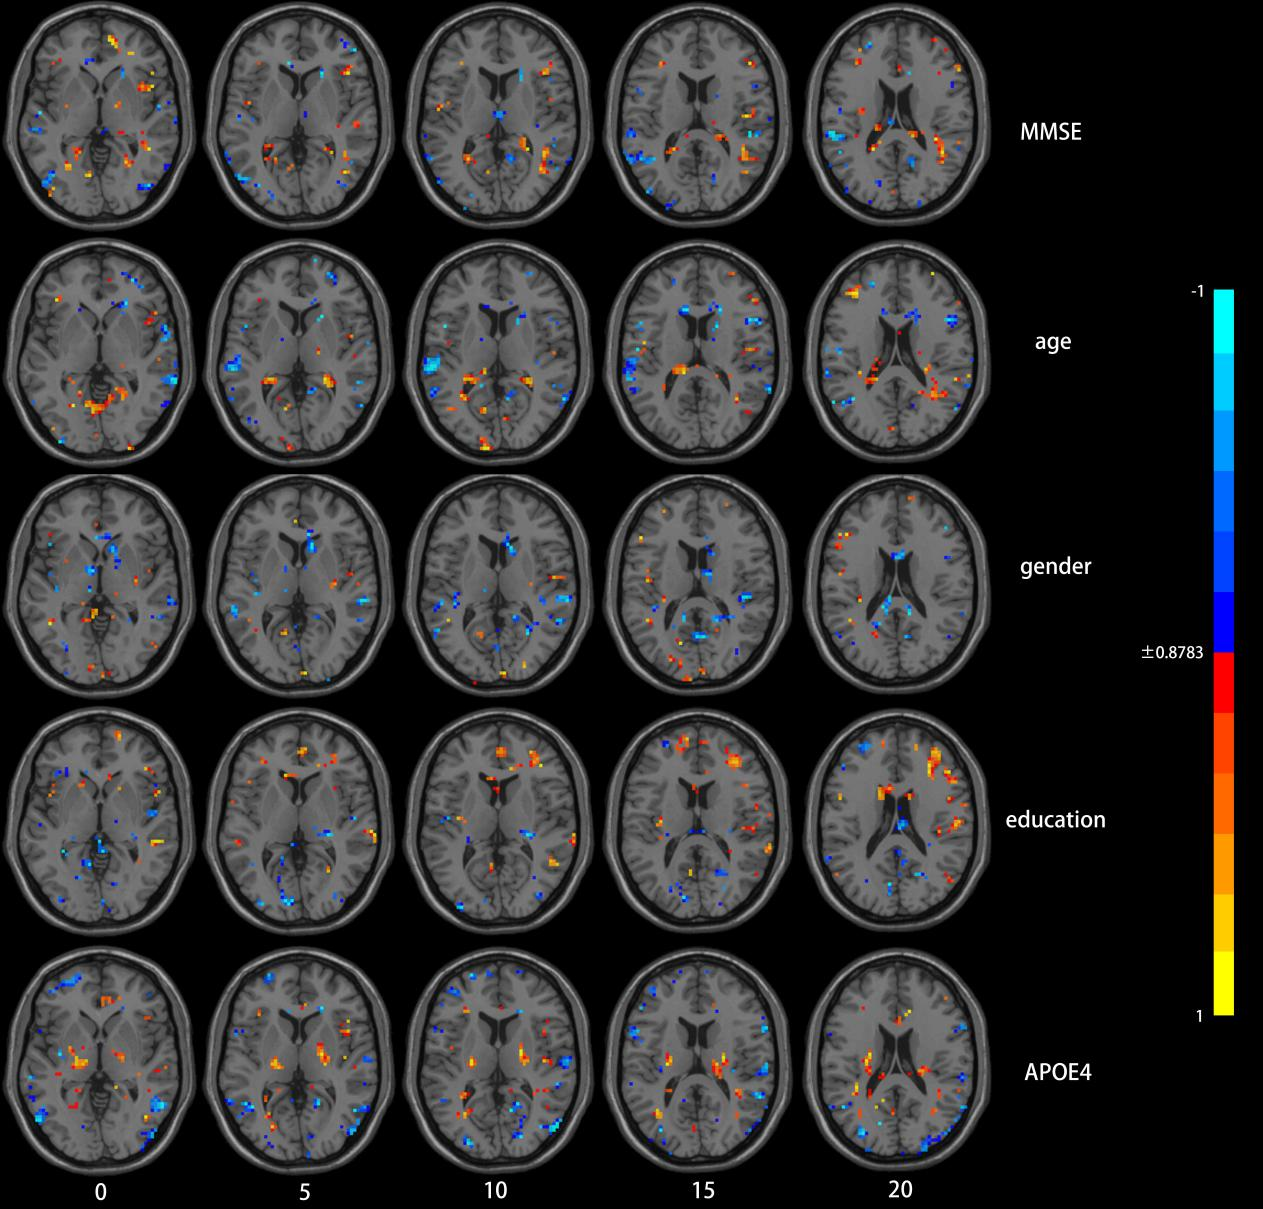 MMSE
age
gender
education
APOE4
0 5 10 15 20
-1
±0.8783
1